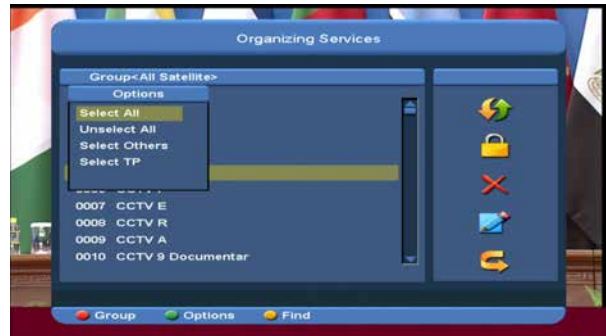 Organizing Services
Group<All Satellite>
Options
Select All
Unselect All
Select Others
Select TP
0007 CCTV E
0008 CCTV R
0009 CCTV A
0010 CCTV 9 Documentar
Group Options Find